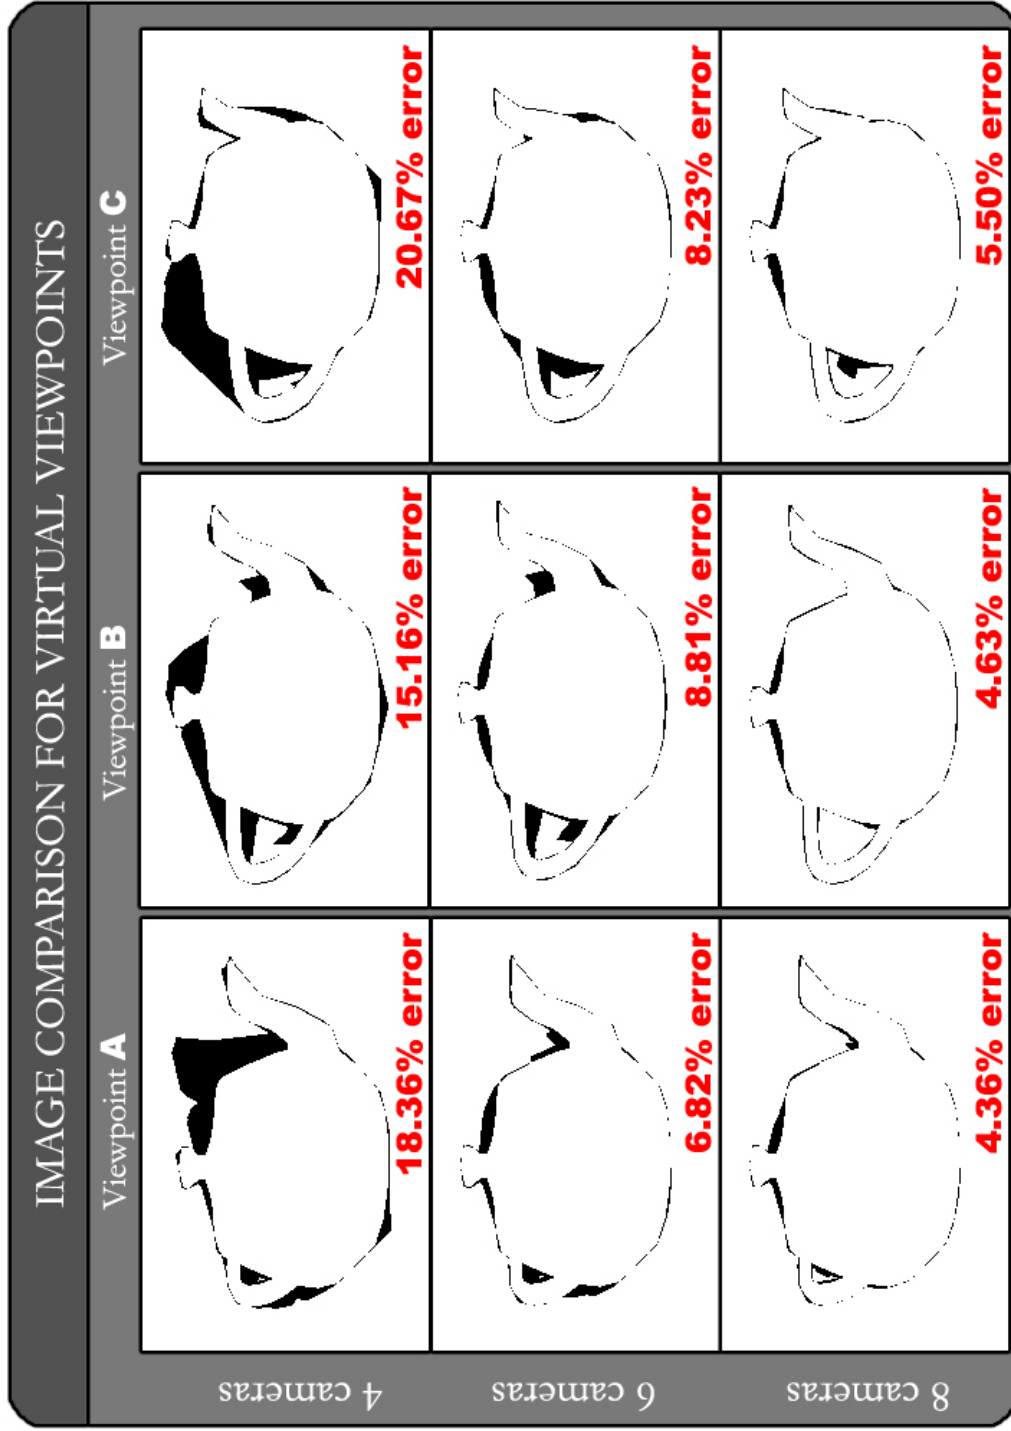 IMAGE COMPARISON FOR VIRTUAL VIEWPOINTS
Viewpoint A
Viewpoint B
Viewpoint C
4 cameras
18.36% error
15.16% error
20.67% error
6 cameras
6.82% error
8.81% error
8.23% error
8 cameras
4.36% error
4.63% error
5.50% error